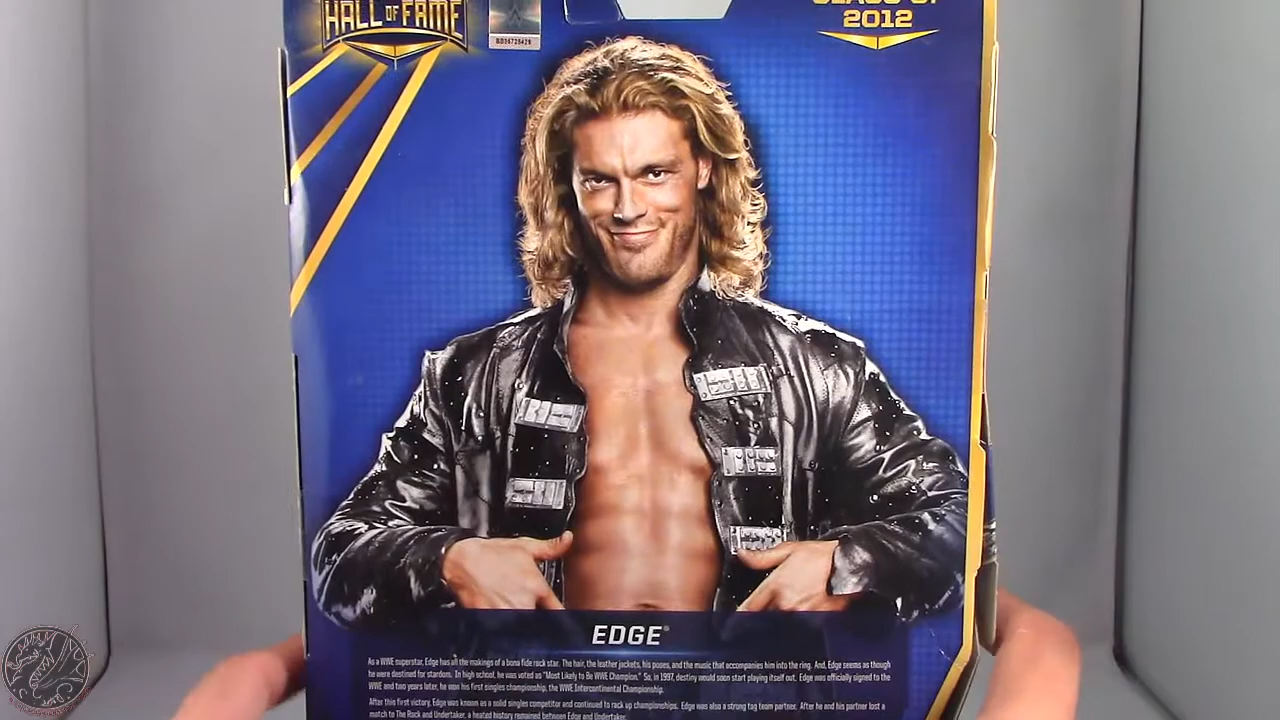 HALL OF FAME
BB36728428
CLASS OF
2012
EDGE®
As a WWE superstar, Edge has all the makings of a bona fide rock star. The hair, the leather jackets, his poses, and the music that accompanies him into the ring. And, Edge seems as though
he were destined for stardom. In high school, he was voted as "Most Likely to Be WWE Champion." So, in 1997, destiny would soon start playing itself out. Edge was officially signed to the
WWE and two years later, he won his first singles championship, the WWE Intercontinental Championship.
After this first victory, Edge was known as a solid singles competitor and continued to rack up championships. Edge was also a strong tag team partner. After he and his partner lost a
match to The Rock and Undertaker, a heated history remained between Edge and Undertaker.